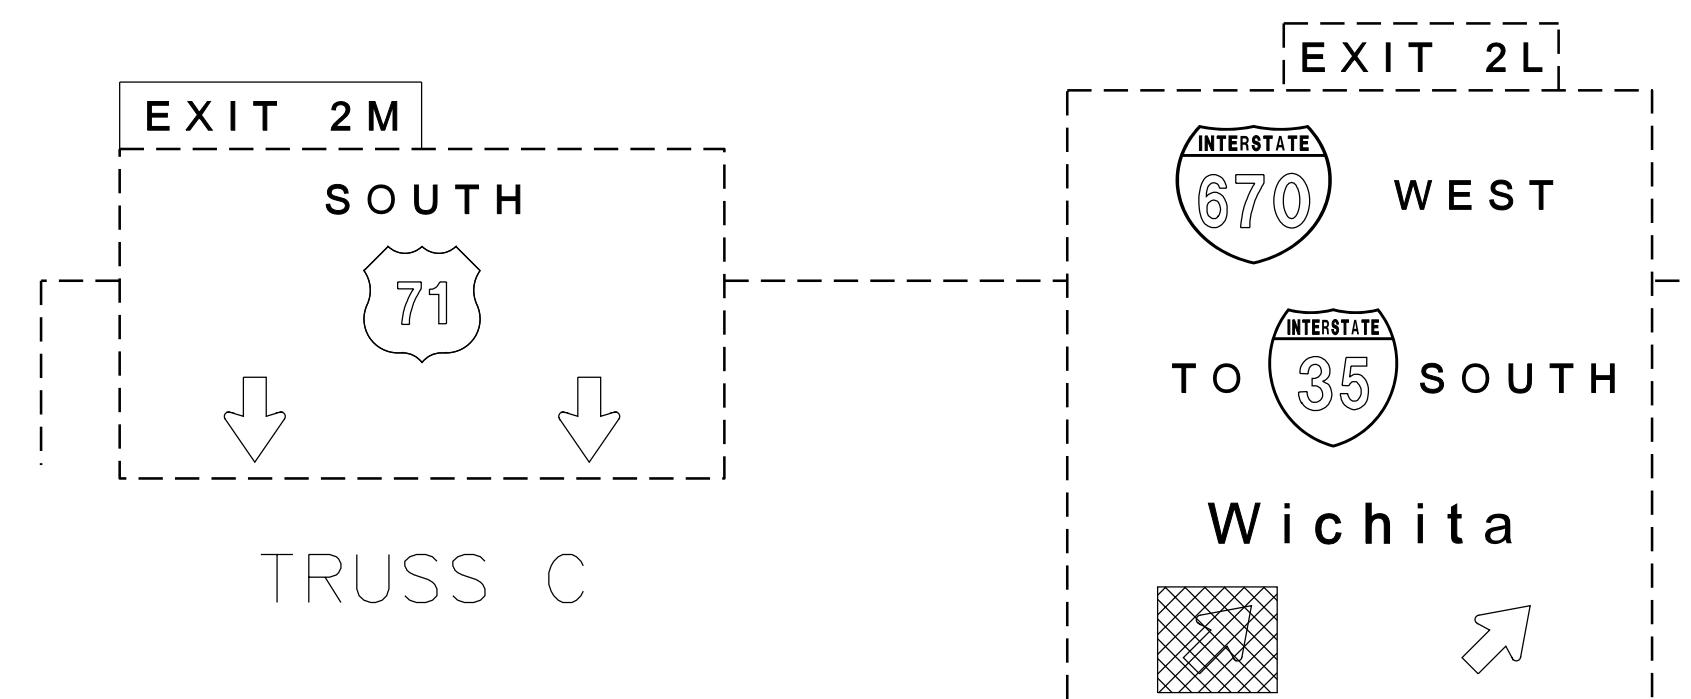 EXIT 2M
SOUTH
71
TRUSS C
EXIT 2L
INTERSTATE
670 WEST
INTERSTATE
TO 35 SOUTH
Wichita